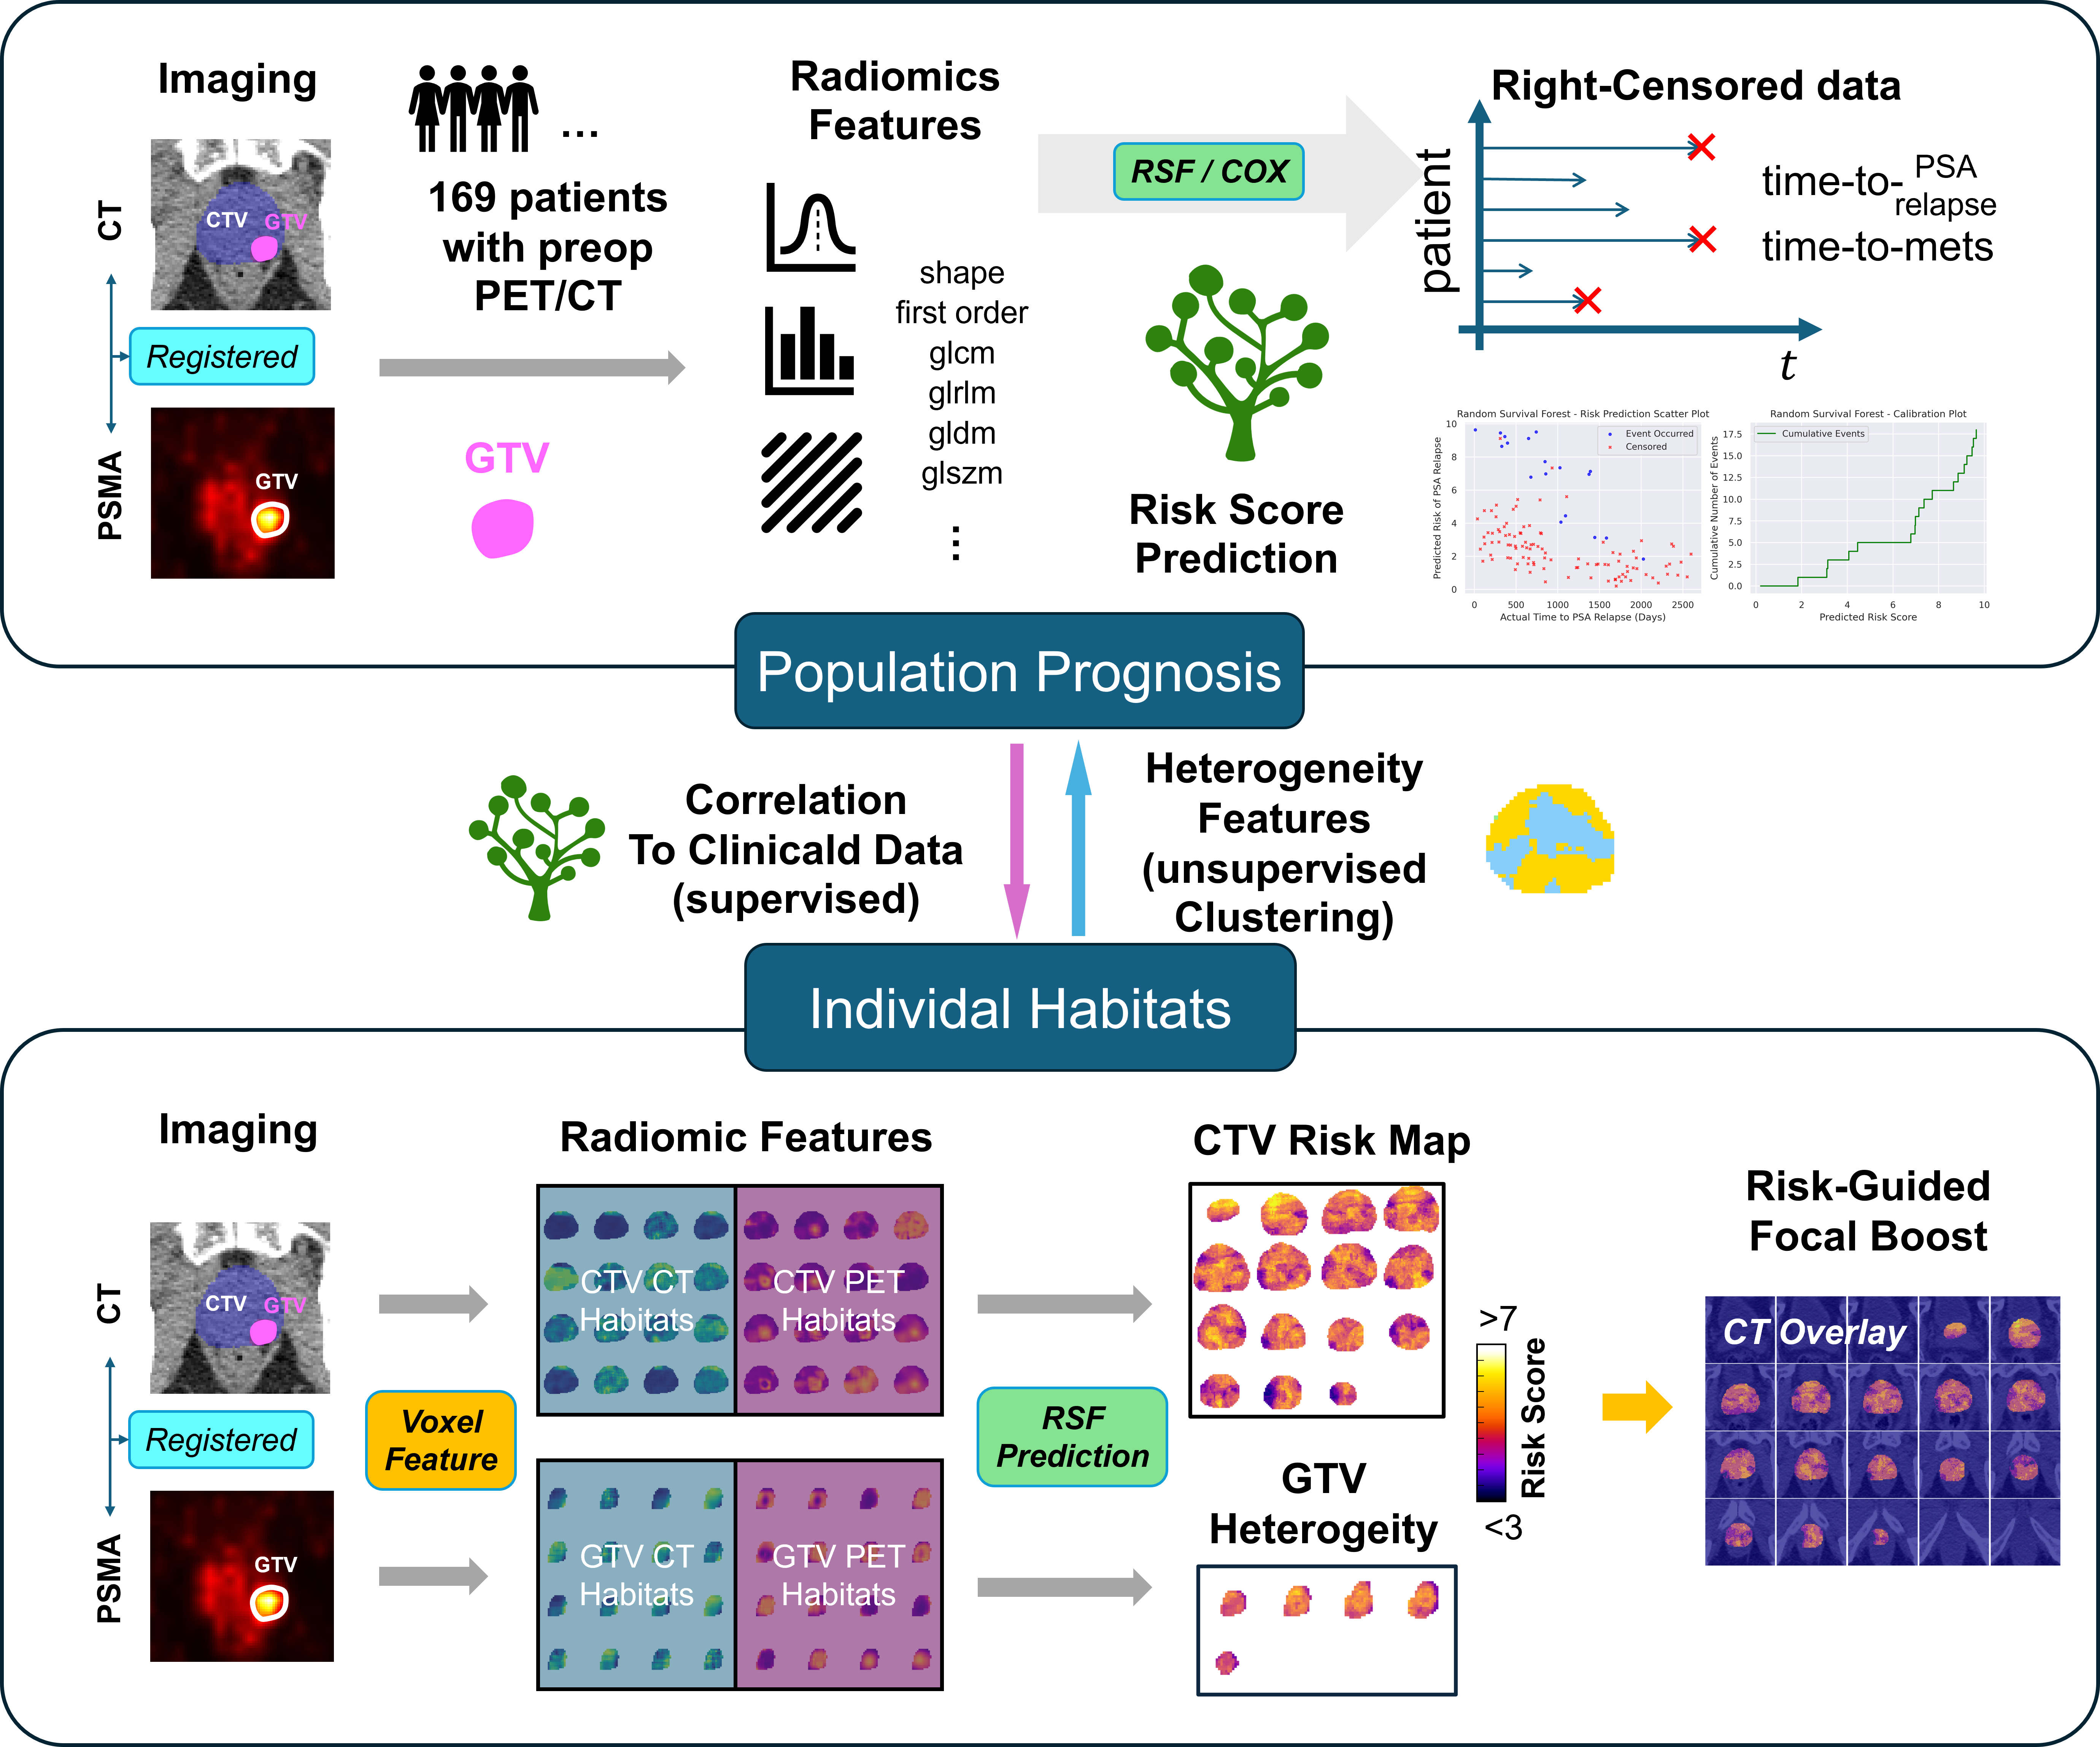 Imaging
CT
CTV
GTV
Registered
PSMA
GTV
...
169 patients
with preop
PET/CT
GTV
Radiomics
Features
shape
first order
glcm
glrlm
gldm
glszm
⋮
RSF / COX
Risk Score
Prediction
Right-Censored data
patient
t
time-to-PSA relapse
time-to-mets
Random Survival Forest - Risk Prediction Scatter Plot
Event Occurred
Censored
Predicted Risk of PSA Relapse
10
8
6
4
2
0
0 500 1000 1500 2000 2500
Actual Time to PSA Relapse (Days)
Random Survival Forest - Calibration Plot
Cumulative Events
Cumulative Number of Events
17.5
15.0
12.5
10.0
7.5
5.0
2.5
0.0
0 2 4 6 8 10
Predicted Risk Score
Population Prognosis
Correlation
To Clinicald Data
(supervised)
Heterogeneity
Features
(unsupervised
Clustering)
Individal Habitats
Imaging
CT
CTV
GTV
Registered
PSMA
GTV
Voxel
Feature
Radiomic Features
CTV CT
Habitats
CTV PET
Habitats
GTV CT
Habitats
GTV PET
Habitats
RSF
Prediction
CTV Risk Map
GTV
Heterogeity
>7
Risk Score
<3
Risk-Guided
Focal Boost
CT Overlay